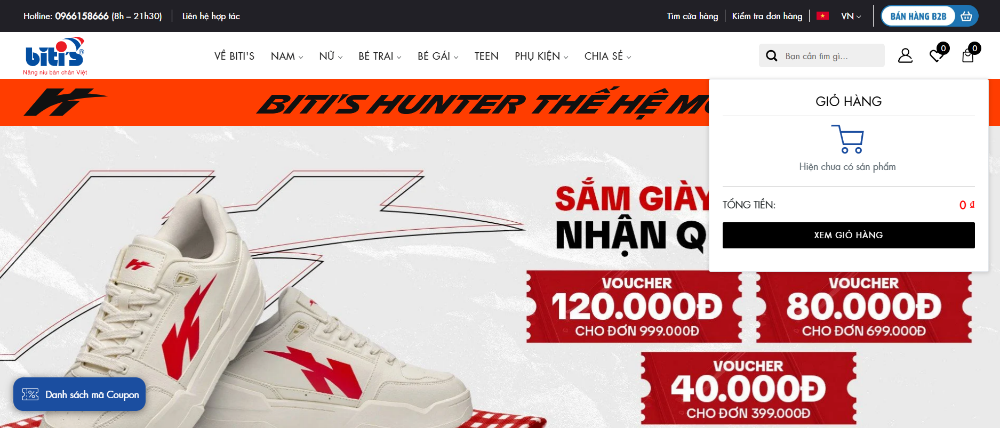 Hotline: 0966158666 (8h – 21h30)
Liên hệ hợp tác
Tìm cửa hàng
Kiểm tra đơn hàng
VN
BÁN HÀNG B2B
biti's®
Nâng niu bàn chân Việt
VỀ BITI'S
NAM
NỮ
BÉ TRAI
BÉ GÁI
TEEN
PHỤ KIỆN
CHIA SẺ
Bạn cần tìm gì...
0
0
BITI'S HUNTER THẾ HỆ
GIỎ HÀNG
Hiện chưa có sản phẩm
TỔNG TIỀN:
0 ₫
XEM GIỎ HÀNG
SẮM GIÀY
NHẬN
VOUCHER
120.000Đ
CHO ĐƠN 999.000Đ
VOUCHER
80.000Đ
CHO ĐƠN 699.000Đ
VOUCHER
40.000Đ
CHO ĐƠN 399.000Đ
Danh sách mã Coupon